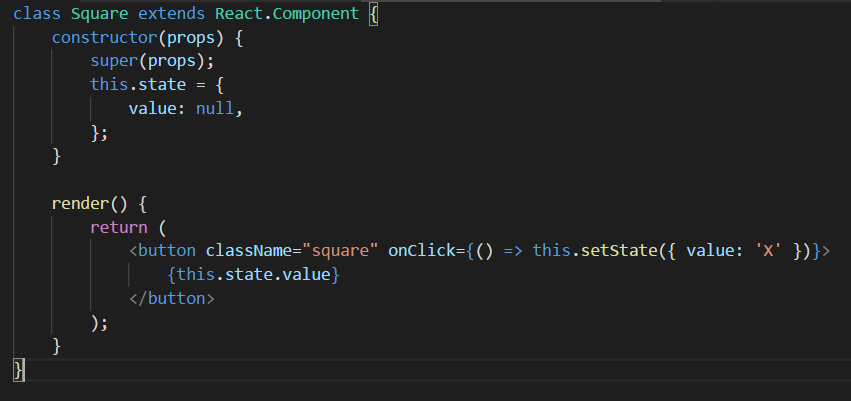 class Square extends React.Component {
    constructor(props) {
        super(props);
        this.state = {
            value: null,
        };
    }

    render() {
        return (
            <button className="square" onClick={() => this.setState({ value: 'X' })}>
                {this.state.value}
            </button>
        );
    }
}